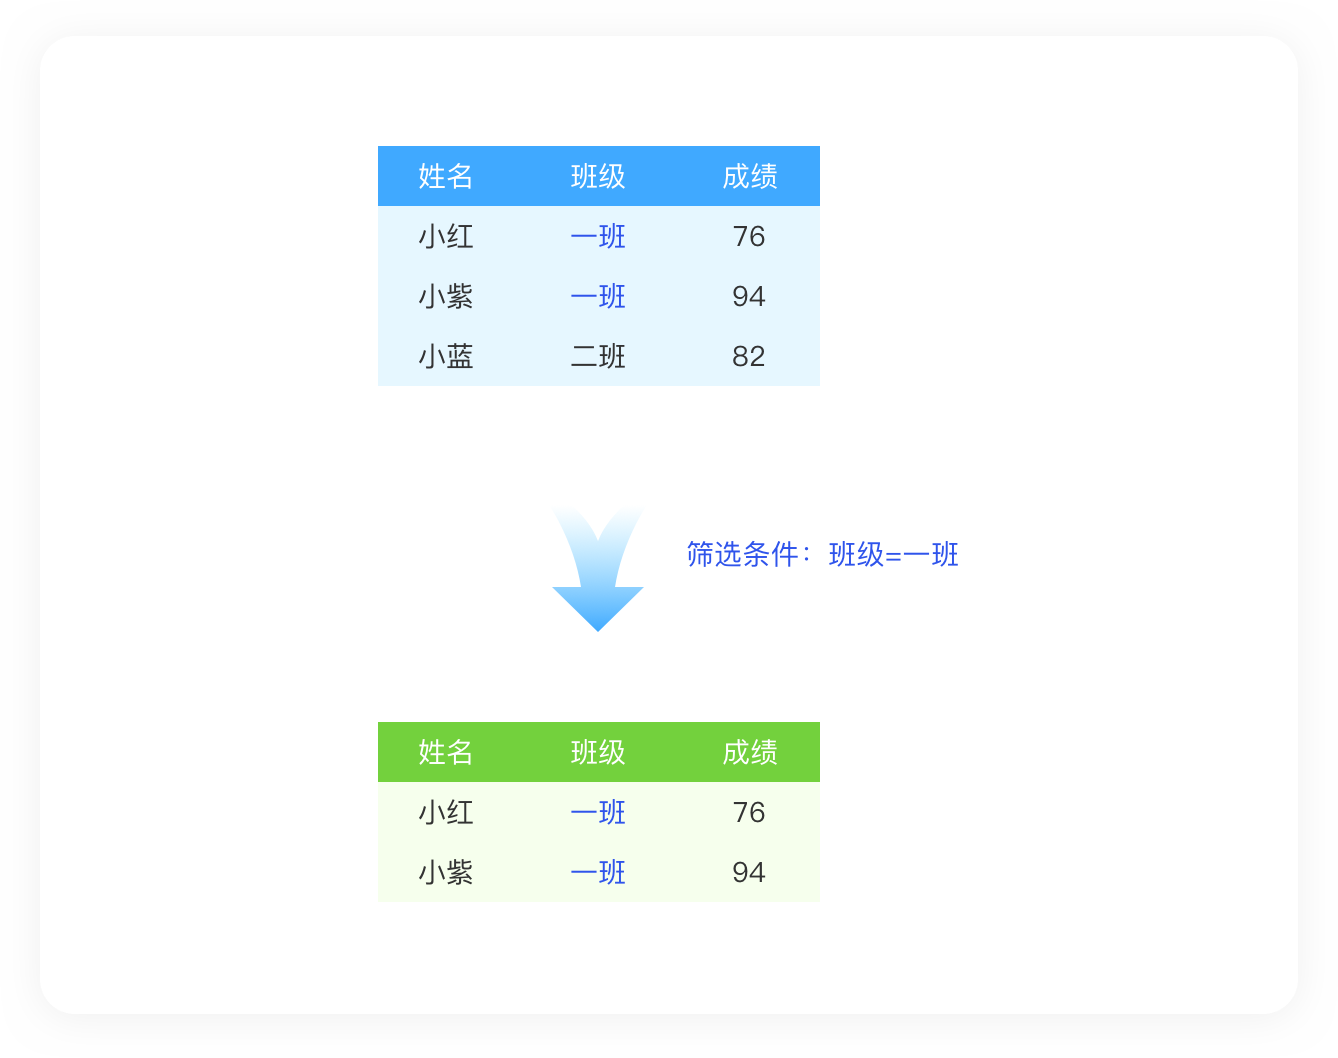 姓名 班级 成绩
小红 一班 76
小紫 一班 94
小蓝 二班 82
筛选条件：班级=一班
姓名 班级 成绩
小红 一班 76
小紫 一班 94